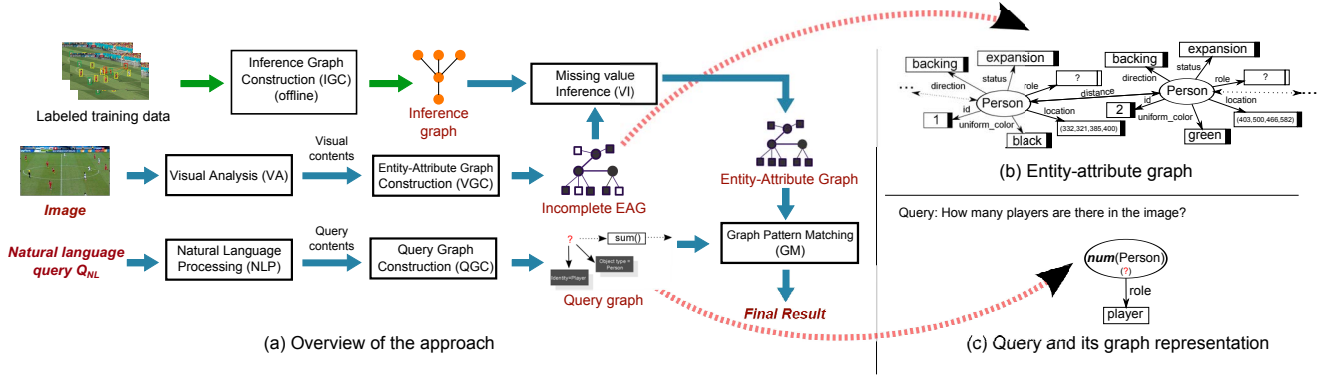 Labeled training data
Inference Graph
Construction (IGC)
(offline)
Inference
graph
Missing value
Inference (VI)
Image
Visual Analysis (VA)
Visual
contents
Entity-Attribute Graph
Construction (VGC)
Incomplete EAG
Entity-Attribute Graph
Natural language
query QNL
Natural Language
Processing (NLP)
Query
contents
Query Graph
Construction (QGC)
?
sum()
Identity=Player
Object type =
Person
Query graph
Graph Pattern Matching
(GM)
Final Result
(a) Overview of the approach
backing
expansion
direction
status
role
?
Person
distance
id
1
uniform_color
black
location
(332,321,385,400)
backing
expansion
direction
status
role
?
Person
id
2
uniform_color
green
location
(403,500,466,582)
(b) Entity-attribute graph
Query: How many players are there in the image?
num(Person)
(?)
role
player
(c) Query and its graph representation